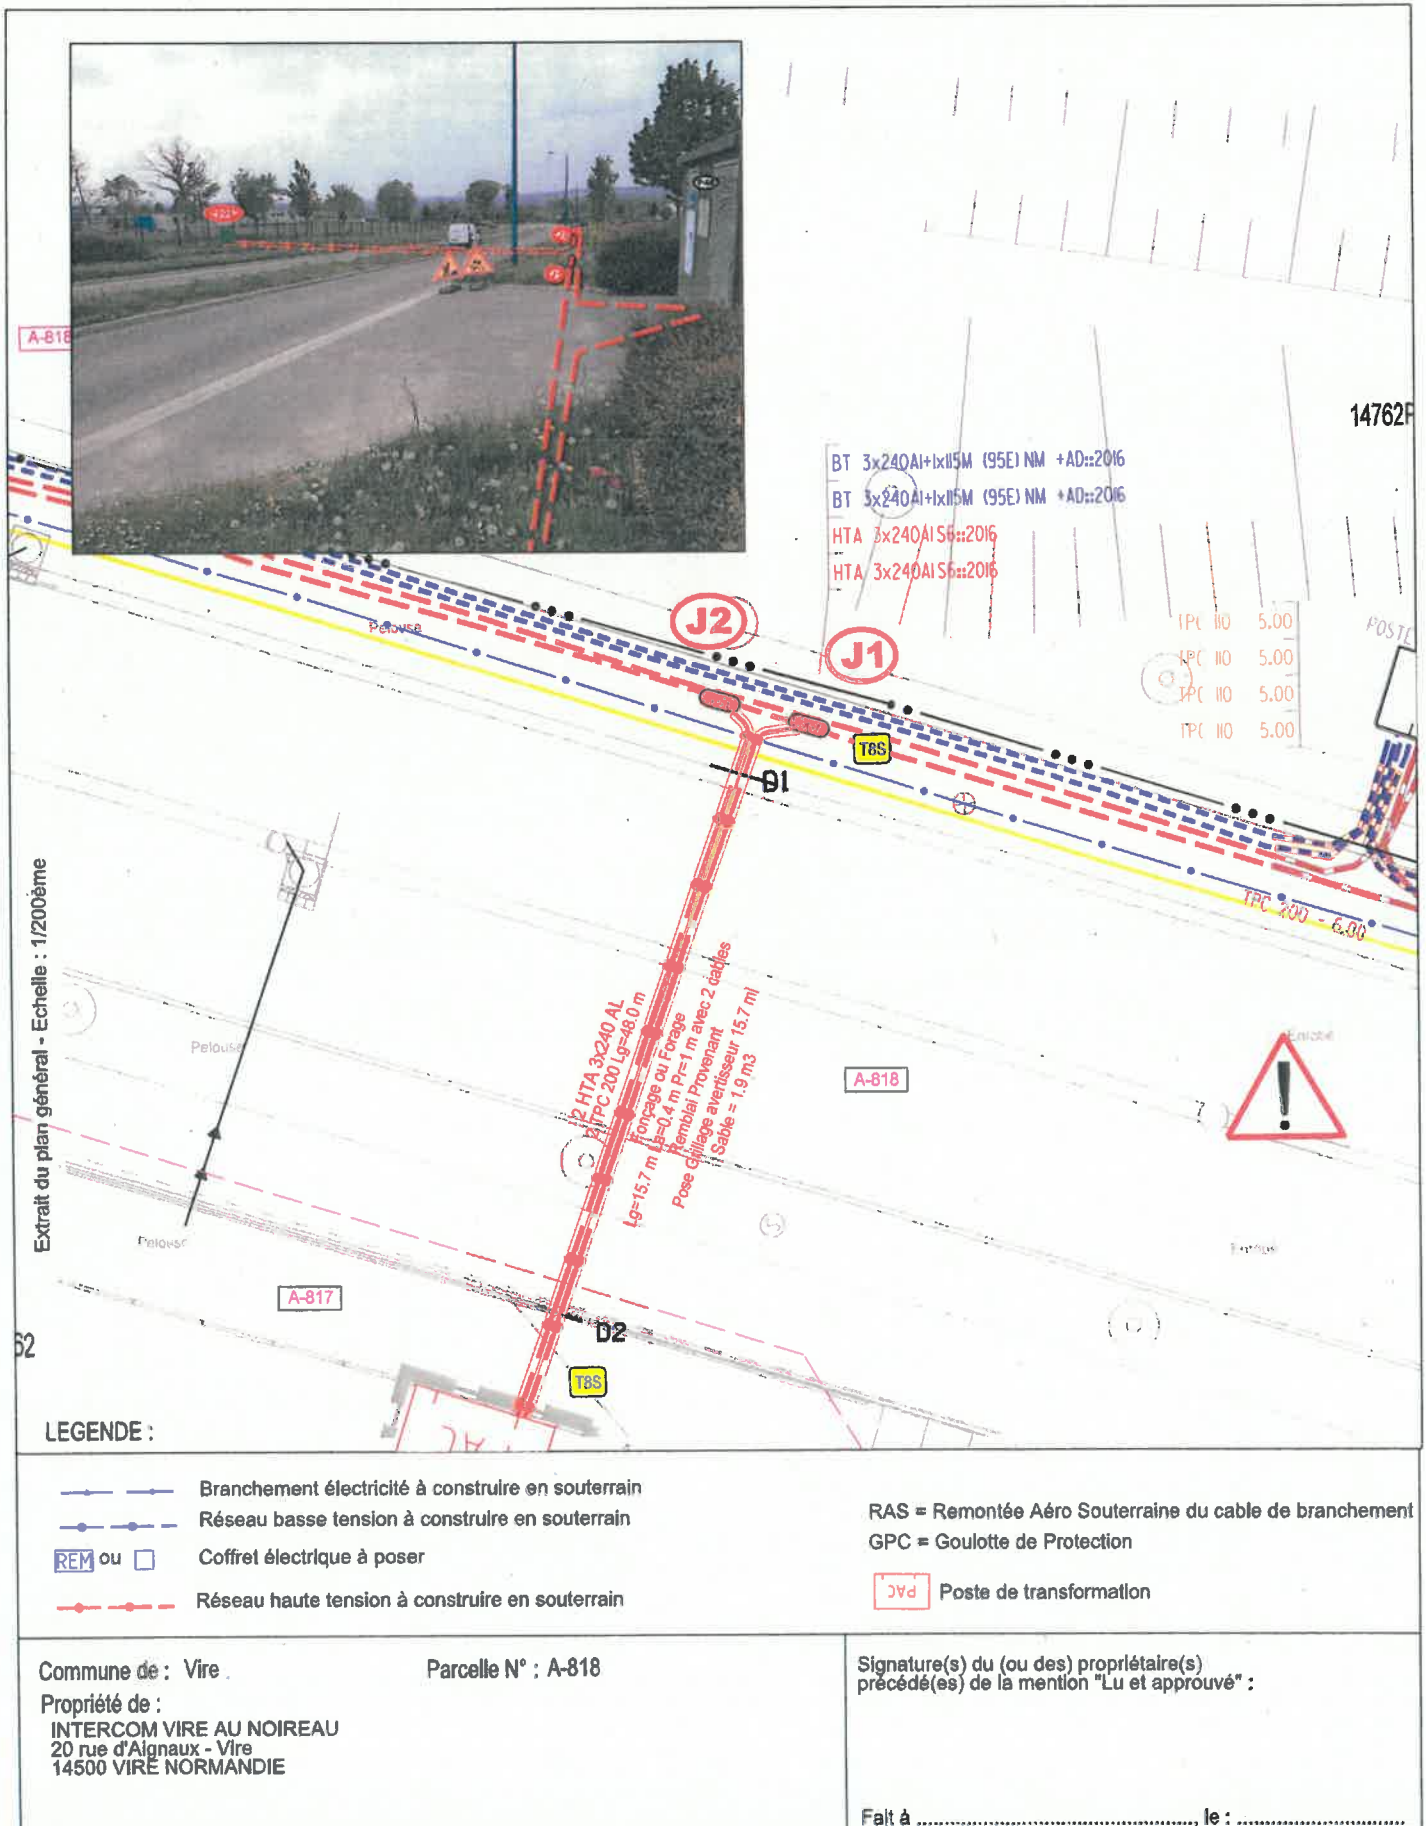 A-818
14762P
BT 3x240Al+1x115M (95E) NM +AD::2016
BT 3x240Al+1x115M (95E) NM +AD::2016
HTA 3x240Al S6::2016
HTA 3x240Al S6::2016
J2
J1
Pelouse
TPC 110 5.00
TPC 110 5.00
TPC 110 5.00
TPC 110 5.00
POSTE
T8S
D1
TPC 200 - 6.00
Extrait du plan général - Echelle : 1/200ème
2 HTA 3x240 AL
2 TPC 200 Lg=48.0 m
Fonçage ou Forage
Lg=15.7 m La=0.4 m Pr=1 m avec 2 cables
Remblai Provenant
Pose Grillage avertisseur 15.7 ml
Sable = 1.9 m3
Pelouse
A-818
Enrobé
Pelouse
A-817
62
D2
T8S
PAC
LEGENDE :
Branchement électricité à construire en souterrain
Réseau basse tension à construire en souterrain
REM ou
Coffret électrique à poser
Réseau haute tension à construire en souterrain
RAS = Remontée Aéro Souterraine du cable de branchement
GPC = Goulotte de Protection
PAC
Poste de transformation
Commune de : Vire
Parcelle N° : A-818
Propriété de :
INTERCOM VIRE AU NOIREAU
20 rue d'Aignaux - Vire
14500 VIRE NORMANDIE
Signature(s) du (ou des) propriétaire(s)
précédé(es) de la mention "Lu et approuvé" :
Fait à ............................................, le : ............................